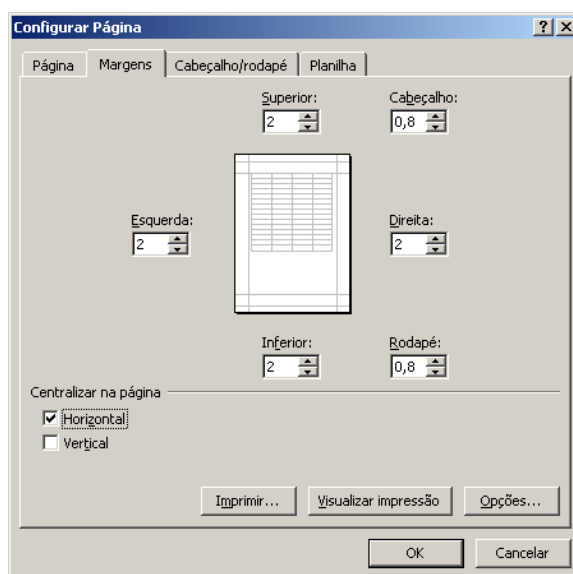 Configurar Página
Página Margens Cabeçalho/rodapé Planilha
Superior: Cabeçalho:
2 0,8
Esquerda: Direita:
2 2
Inferior: Rodapé:
2 0,8
Centralizar na página
Horizontal
Vertical
Imprimir... Visualizar impressão Opções...
OK Cancelar